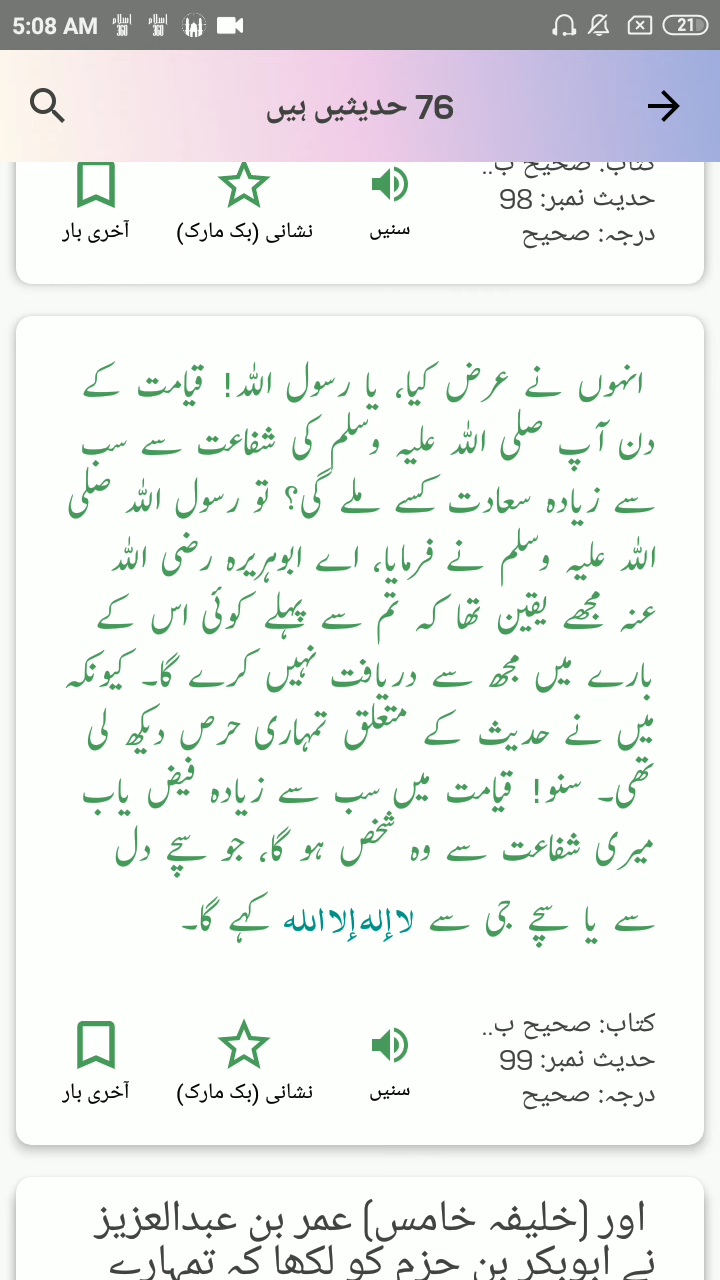 5:08 AM
21
76 حدیثیں ہیں
کتاب: صحیح ب..
حدیث نمبر: 98
درجہ: صحیح
سنیں
نشانی (بک مارک)
آخری بار
انہوں نے عرض کیا، یا رسول اللہ! قیامت کے
دن آپ صلی اللہ علیہ وسلم کی شفاعت سے سب
سے زیادہ سعادت کسے ملے گی؟ تو رسول اللہ صلی
اللہ علیہ وسلم نے فرمایا، اے ابوہریرہ رضی اللہ
عنہ مجھے یقین تھا کہ تم سے پہلے کوئی اس کے
بارے میں مجھ سے دریافت نہیں کرے گا۔ کیونکہ
میں نے حدیث کے متعلق تمہاری حرص دیکھ لی
تھی۔ سنو! قیامت میں سب سے زیادہ فیض یاب
میری شفاعت سے وہ شخص ہو گا، جو سچے دل
سے یا سچے جی سے لا إله إلا الله کہے گا۔
کتاب: صحیح ب..
حدیث نمبر: 99
درجہ: صحیح
سنیں
نشانی (بک مارک)
آخری بار
اور (خلیفہ خامس) عمر بن عبدالعزیز
نے ابوبکر بن حزم کو لکھا کہ تمہارے